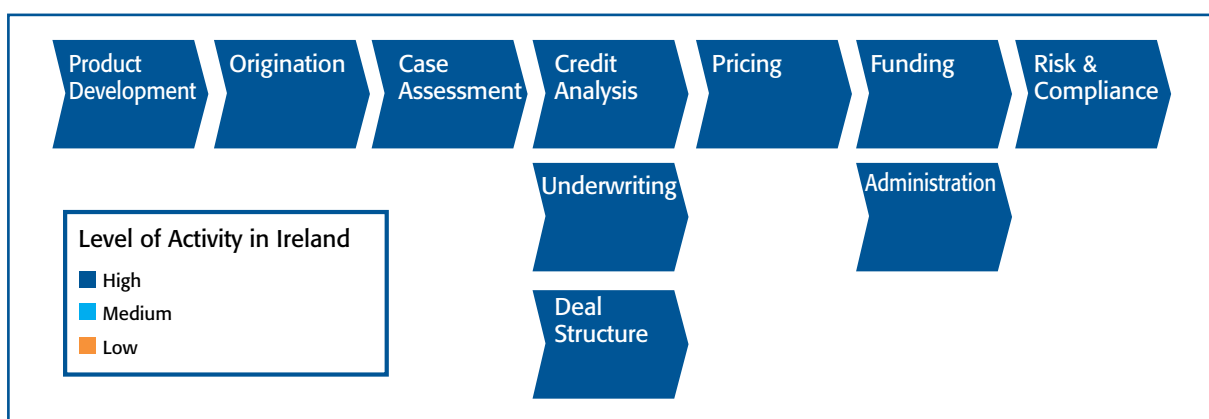 Product
Development
Origination
Case
Assessment
Credit
Analysis
Pricing
Funding
Risk &
Compliance
Underwriting
Administration
Deal
Structure
Level of Activity in Ireland
High
Medium
Low